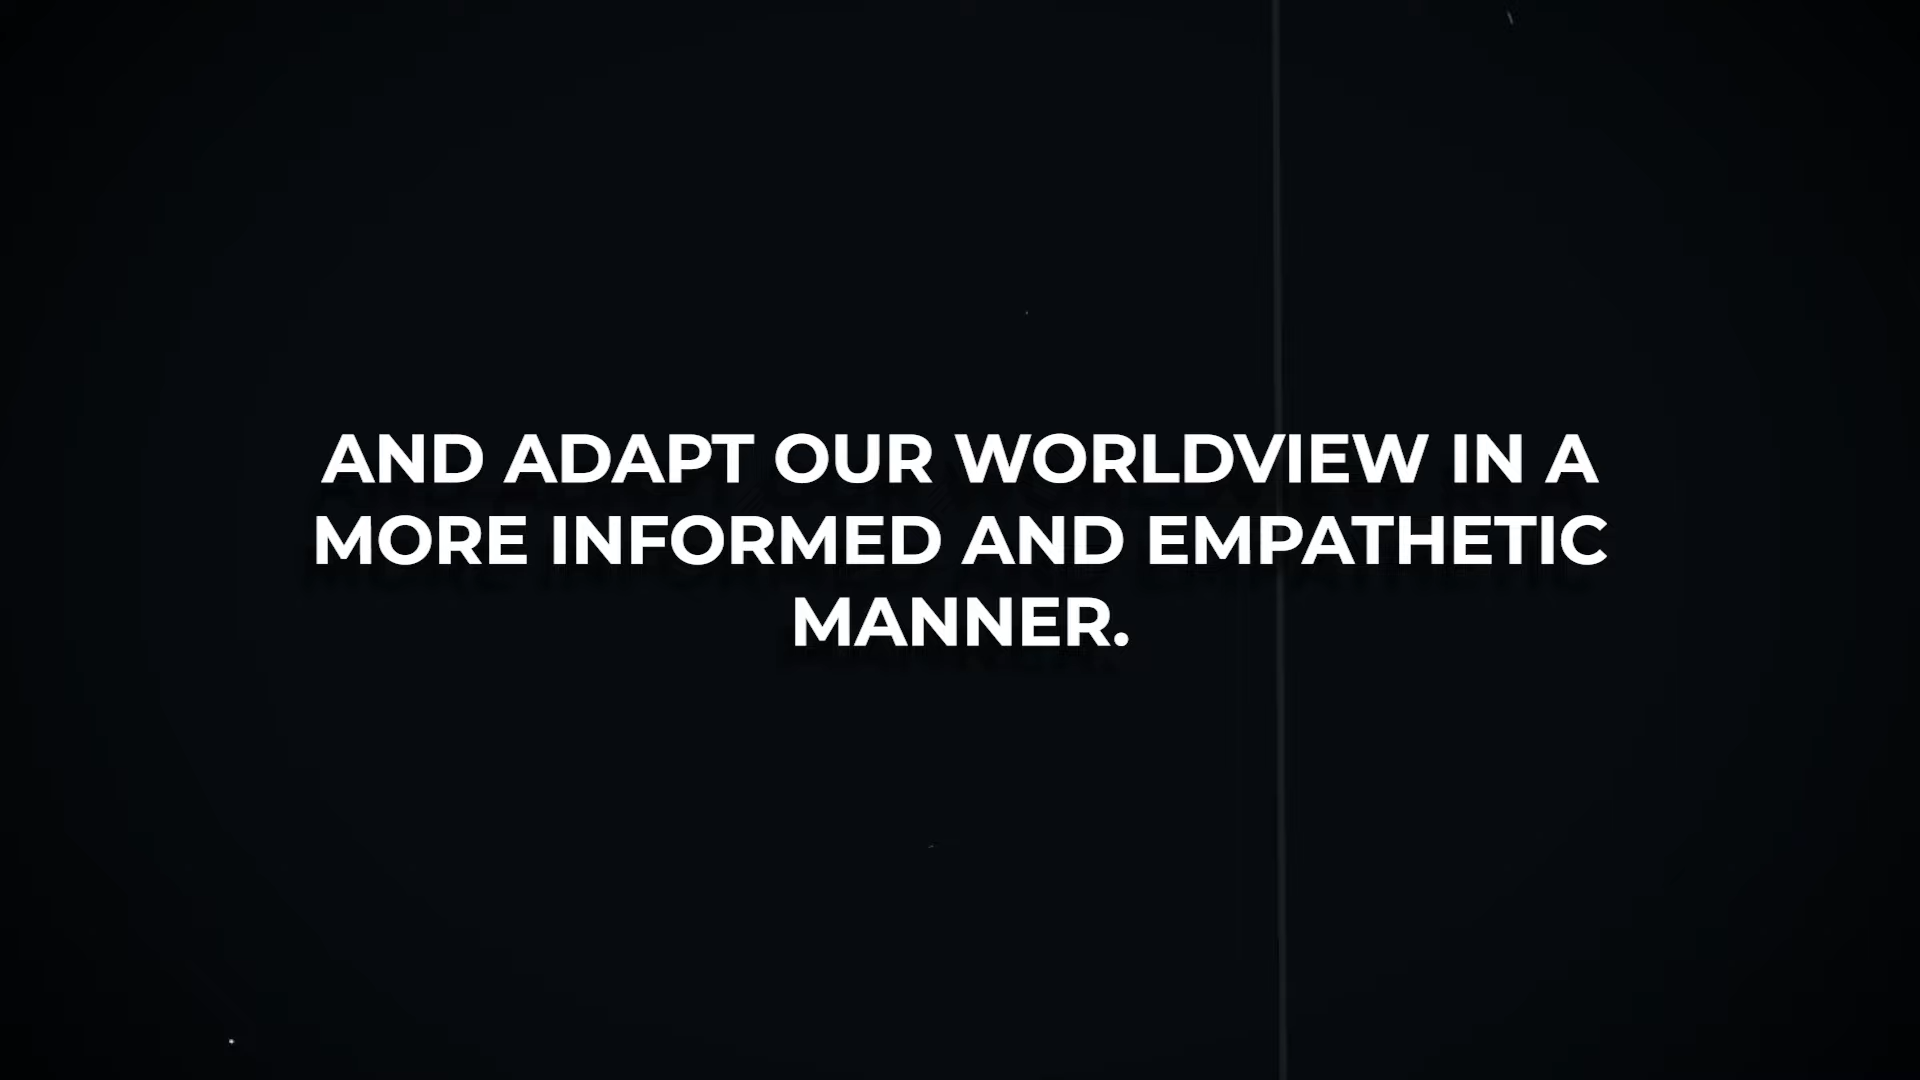 AND ADAPT OUR WORLDVIEW IN A
MORE INFORMED AND EMPATHETIC
MANNER.